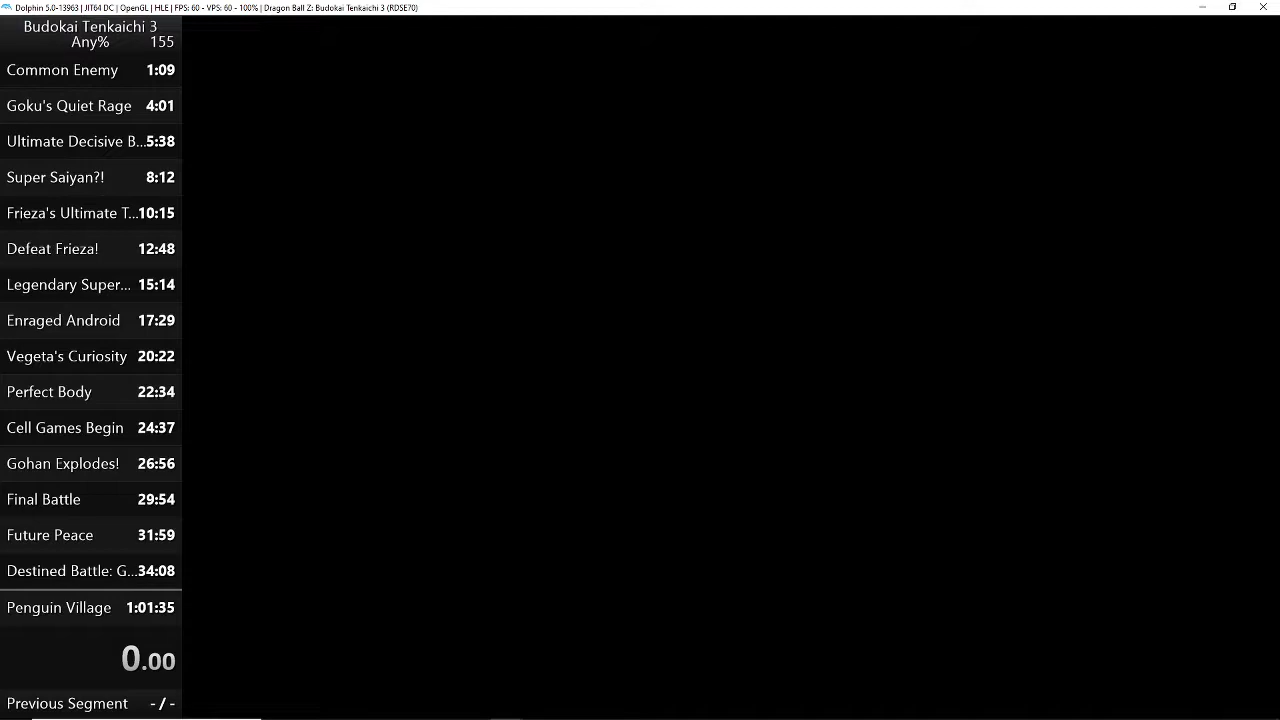 Dolphin 5.0-13963 | JIT64 DC | OpenGL | HLE | FPS: 60 - VPS: 60 - 100% | Dragon Ball Z: Budokai Tenkaichi 3 (RDSE70)
Budokai Tenkaichi 3
Any% 155
Common Enemy 1:09
Goku's Quiet Rage 4:01
Ultimate Decisive B... 5:38
Super Saiyan?! 8:12
Frieza's Ultimate T... 10:15
Defeat Frieza! 12:48
Legendary Super... 15:14
Enraged Android 17:29
Vegeta's Curiosity 20:22
Perfect Body 22:34
Cell Games Begin 24:37
Gohan Explodes! 26:56
Final Battle 29:54
Future Peace 31:59
Destined Battle: G... 34:08
Penguin Village 1:01:35
0.00
Previous Segment - / -